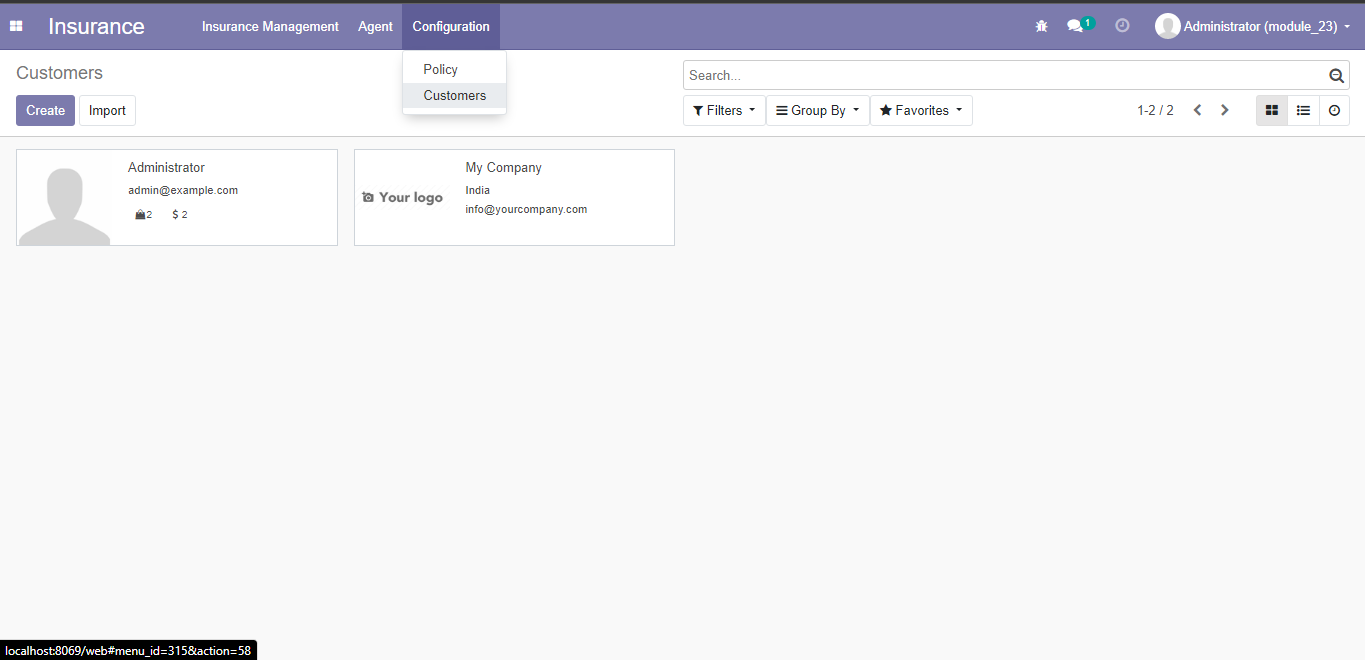 Insurance Insurance Management Agent Configuration 1 Administrator (module_23)
Policy
Customers
Customers
Search...
Create Import
Filters Group By Favorites 1-2 / 2
Administrator
admin@example.com
2 $ 2
Your logo
My Company
India
info@yourcompany.com
localhost:8069/web#menu_id=315&action=58